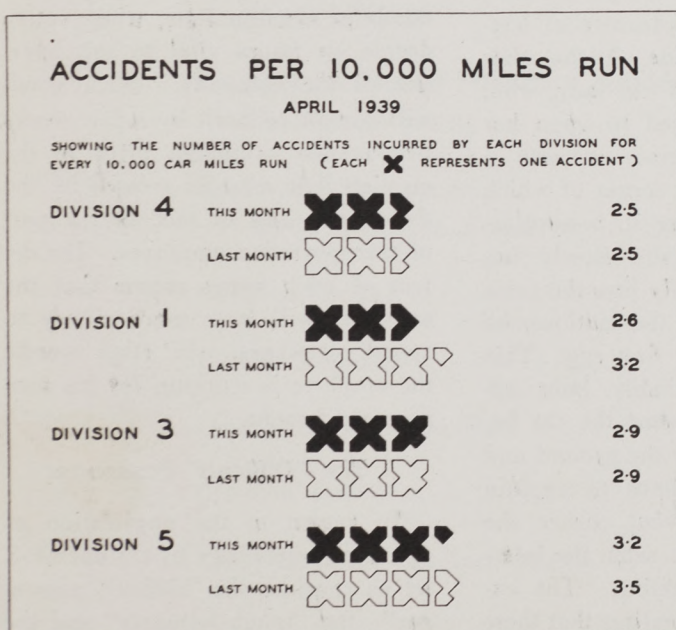 ACCIDENTS PER 10,000 MILES RUN
APRIL 1939
SHOWING THE NUMBER OF ACCIDENTS INCURRED BY EACH DIVISION FOR
EVERY 10.000 CAR MILES RUN (EACH REPRESENTS ONE ACCIDENT)
DIVISION 4 THIS MONTH 2·5
LAST MONTH 2·5
DIVISION 1 THIS MONTH 2·6
LAST MONTH 3·2
DIVISION 3 THIS MONTH 2·9
LAST MONTH 2·9
DIVISION 5 THIS MONTH 3·2
LAST MONTH 3·5